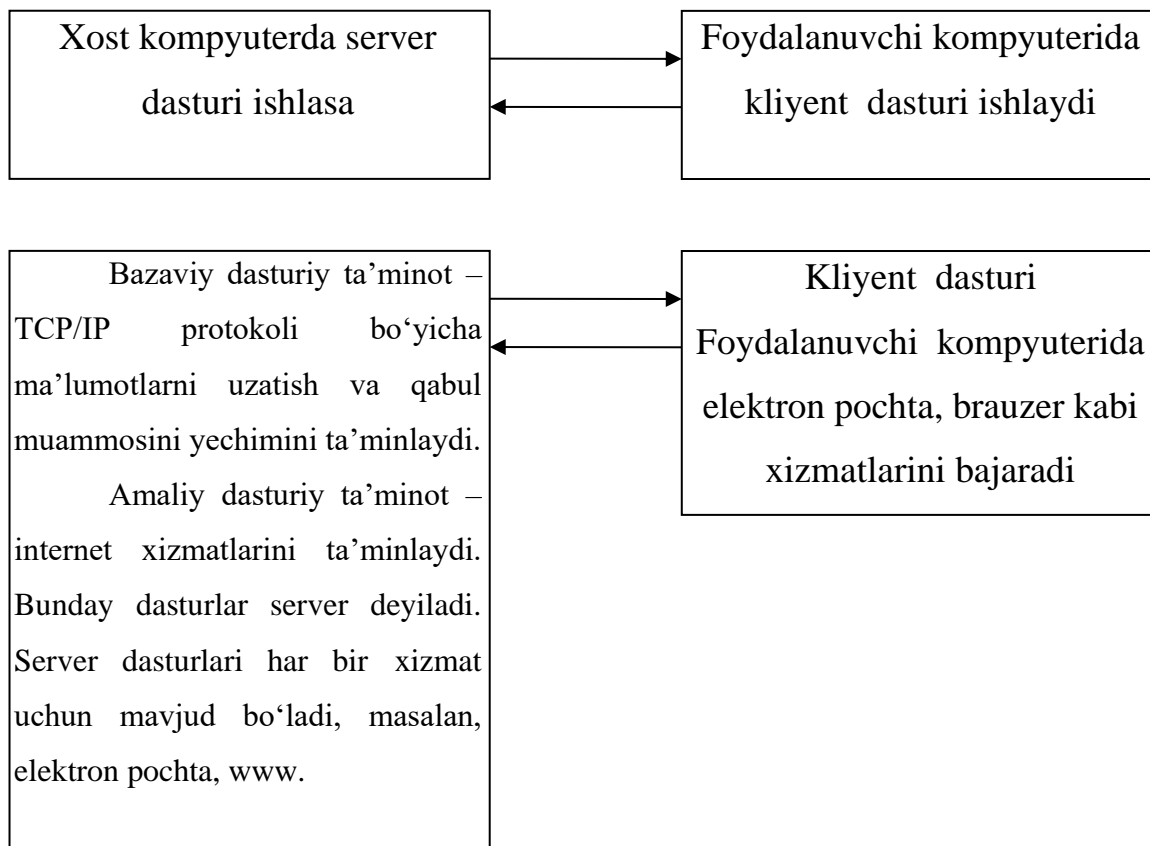 Xost kompyuterda server
dasturi ishlasa
Foydalanuvchi kompyuterida
kliyent dasturi ishlaydi
Bazaviy dasturiy ta’minot –
TCP/IP protokoli bo‘yicha
ma’lumotlarni uzatish va qabul
muammosini yechimini ta’minlaydi.
Amaliy dasturiy ta’minot –
internet xizmatlarini ta’minlaydi.
Bunday dasturlar server deyiladi.
Server dasturlari har bir xizmat
uchun mavjud bo‘ladi, masalan,
elektron pochta, www.
Kliyent dasturi
Foydalanuvchi kompyuterida
elektron pochta, brauzer kabi
xizmatlarini bajaradi